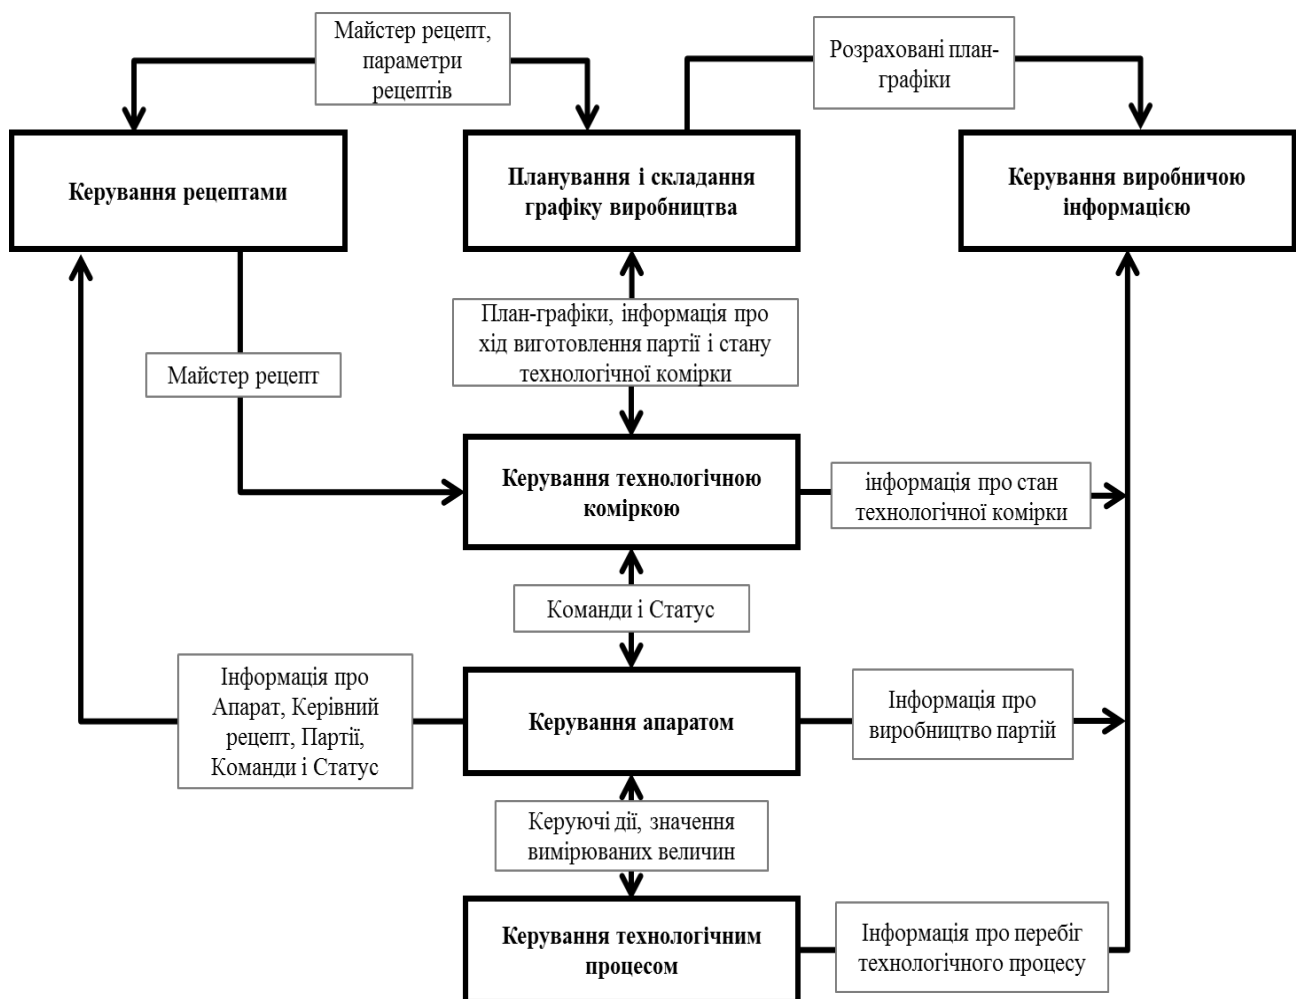 Майстер рецепт,
параметри
рецептів
Розраховані план-
графіки
Керування рецептами
Планування і складання
графіку виробництва
Керування виробничою
інформацією
План-графіки, інформація про
хід виготовлення партії і стану
технологічної комірки
Майстер рецепт
Керування технологічною
коміркою
інформація про стан
технологічної комірки
Команди і Статус
Інформація про
Апарат, Керівний
рецепт, Партії,
Команди і Статус
Керування апаратом
Інформація про
виробництво партій
Керуючі дії, значення
вимірюваних величин
Керування технологічним
процесом
Інформація про перебіг
технологічного процесу